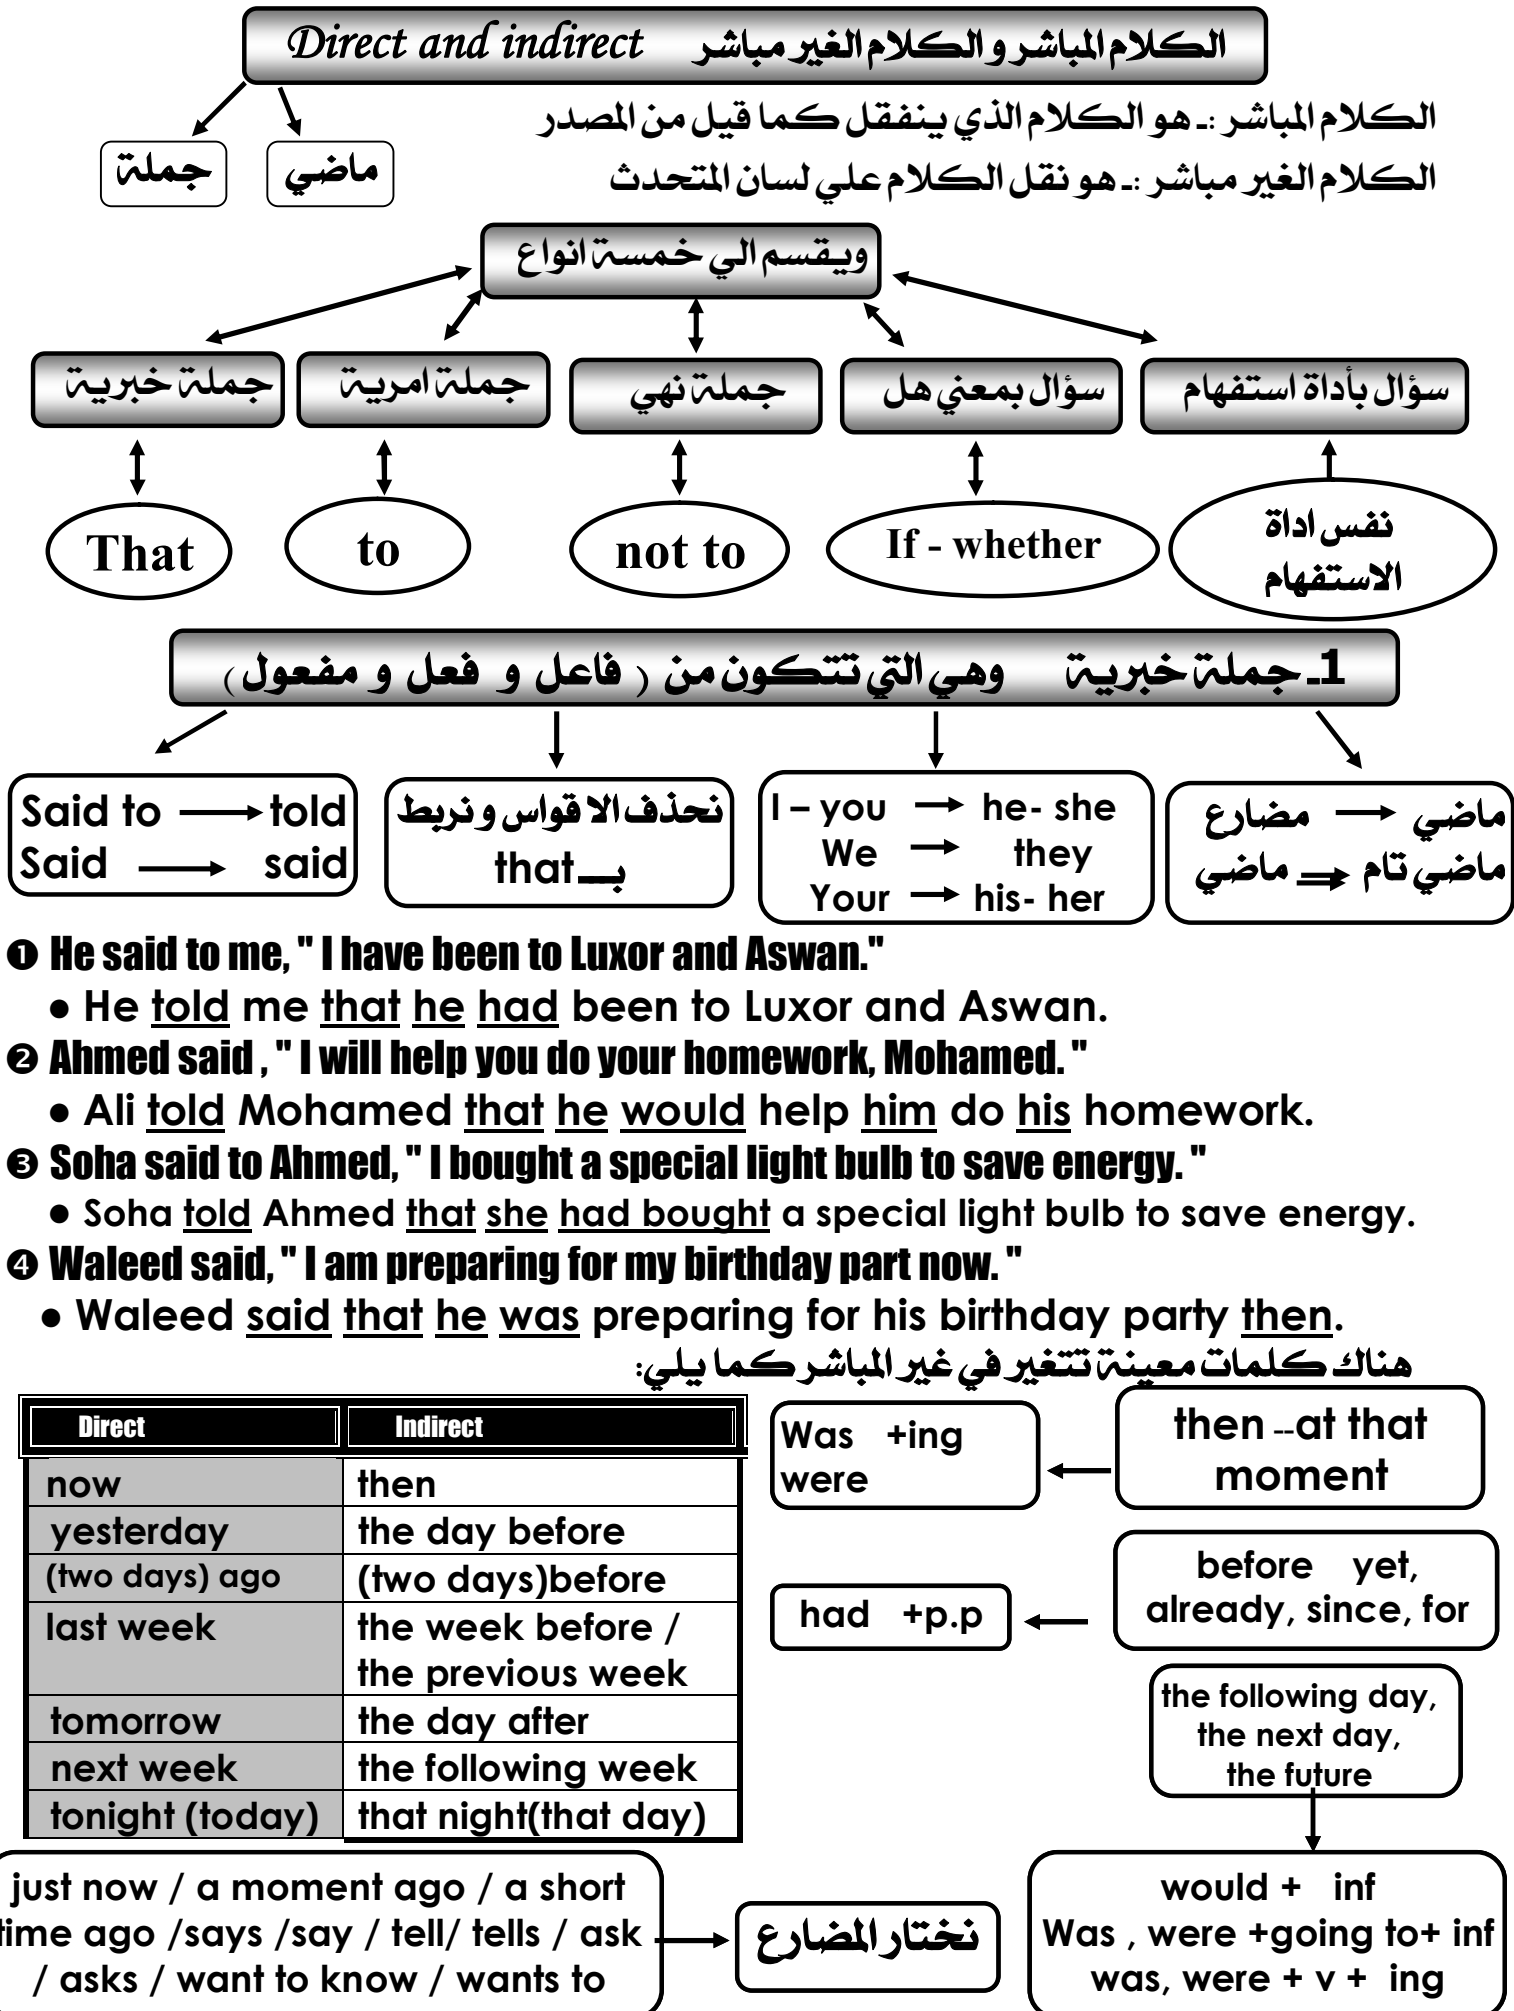 Direct and indirect الكلام المباشر و الكلام الغير مباشر
الكلام المباشر :ـ هو الكلام الذي ينفقل كما قيل من المصدر
الكلام الغير مباشر :ـ هو نقل الكلام علي لسان المتحدث
ماضي
جملة
ويقسم الي خمسة انواع
سؤال بأداة استفهام
سؤال بمعني هل
جملة نهي
جملة امرية
جملة خبرية
نفس اداة
الاستفهام
If - whether
not to
to
That
1ـ جملة خبرية وهي التي تتكون من ( فاعل و فعل و مفعول)
Said to → told
Said → said
نحذف الاقواس و نربط
بــ that
I – you → he- she
We → they
Your → his- her
ماضي ← مضارع
ماضي تام ⇒ ماضي
❶ He said to me, " I have been to Luxor and Aswan."
● He told me that he had been to Luxor and Aswan.
❷ Ahmed said , " I will help you do your homework, Mohamed. "
● Ali told Mohamed that he would help him do his homework.
❸ Soha said to Ahmed, " I bought a special light bulb to save energy. "
● Soha told Ahmed that she had bought a special light bulb to save energy.
❹ Waleed said, " I am preparing for my birthday part now. "
● Waleed said that he was preparing for his birthday party then.
هناك كلمات معينة تتغير في غير المباشر كما يلي:
Direct Indirect
now then
yesterday the day before
(two days) ago (two days)before
last week the week before /
the previous week
tomorrow the day after
next week the following week
tonight (today) that night(that day)
then --at that
moment
Was +ing
were
before yet,
already, since, for
had +p.p
the following day,
the next day,
the future
would + inf
Was , were +going to+ inf
was, were + v + ing
just now / a moment ago / a short
time ago /says /say / tell/ tells / ask
/ asks / want to know / wants to
نختار المضارع